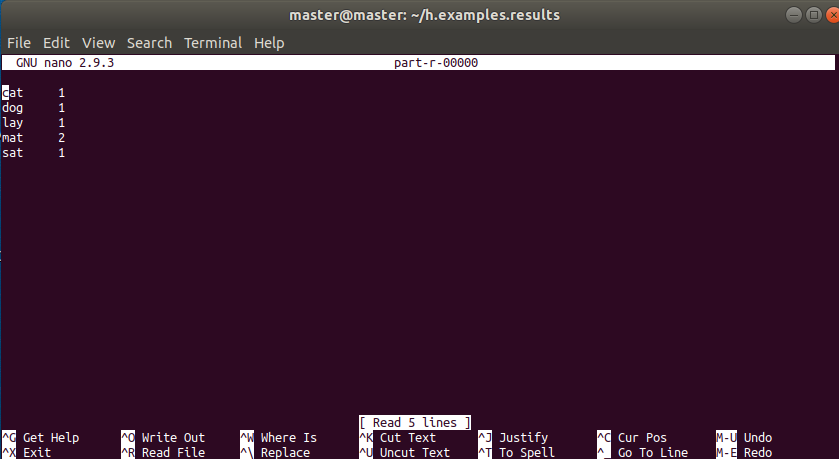 master@master: ~/h.examples.results
File Edit View Search Terminal Help
GNU nano 2.9.3 part-r-00000
cat 1
dog 1
lay 1
mat 2
sat 1
[ Read 5 lines ]
^G Get Help ^O Write Out ^W Where Is ^K Cut Text ^J Justify ^C Cur Pos M-U Undo
^X Exit ^R Read File ^\ Replace ^U Uncut Text ^T To Spell ^_ Go To Line M-E Redo